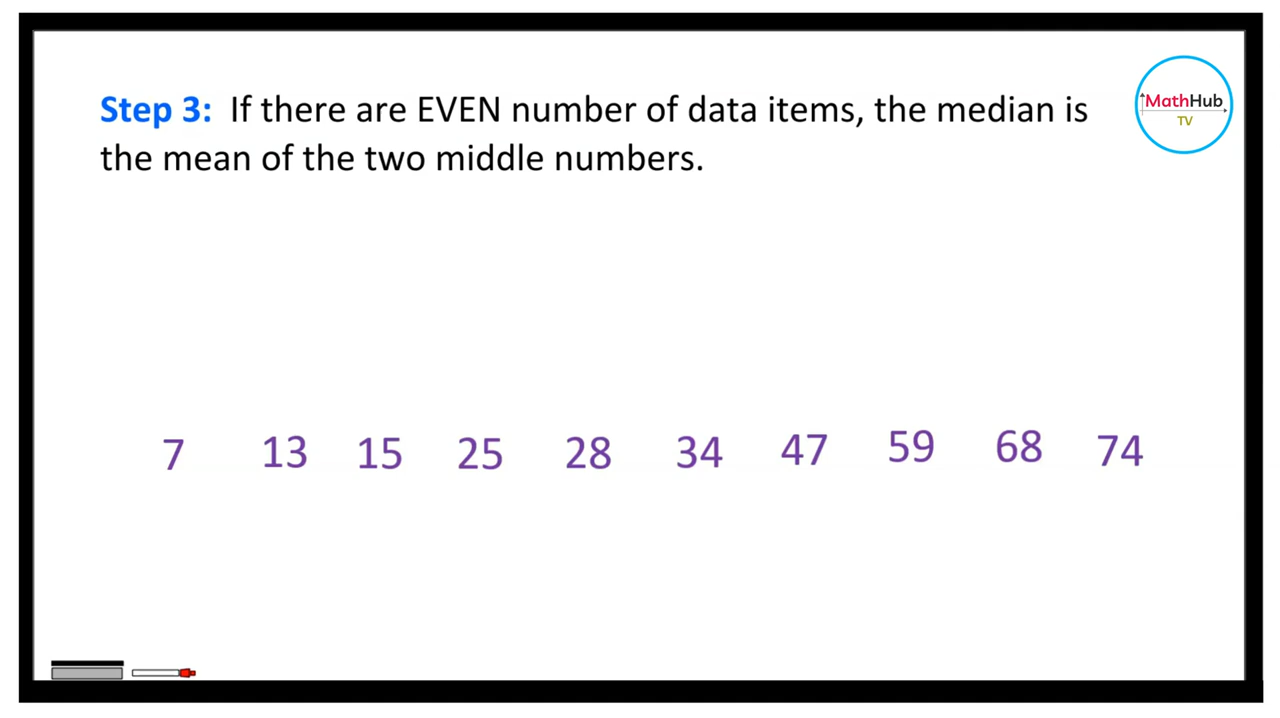 Step 3: If there are EVEN number of data items, the median is
the mean of the two middle numbers.
MathHub
TV
7 13 15 25 28 34 47 59 68 74